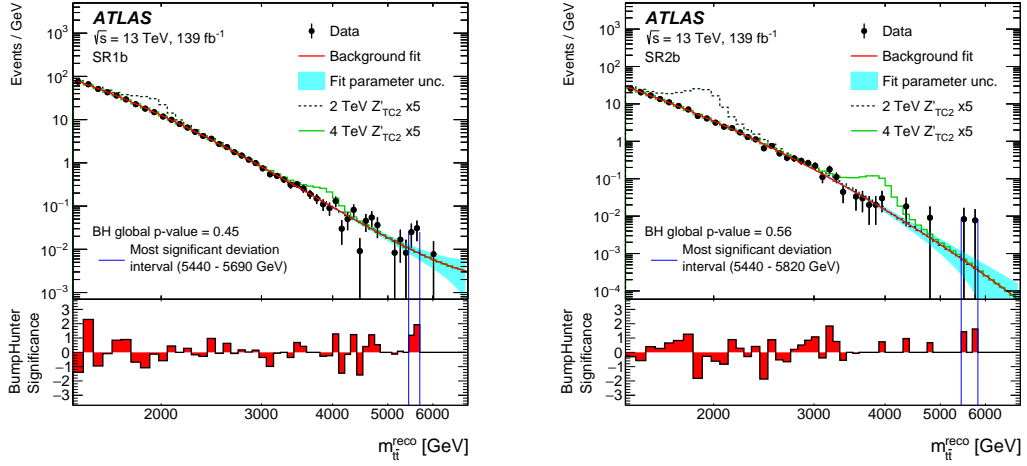 ATLAS
√s = 13 TeV, 139 fb⁻¹
SR1b
Data
Background fit
Fit parameter unc.
2 TeV Z'TC2 x5
4 TeV Z'TC2 x5
BH global p-value = 0.45
Most significant deviation
interval (5440 - 5690 GeV)
Events / GeV
10³
10²
10
1
10⁻¹
10⁻²
10⁻³
BumpHunter
Significance
3
2
1
0
−1
−2
−3
2000 3000 4000 5000 6000
m_tt̄^reco [GeV]
ATLAS
√s = 13 TeV, 139 fb⁻¹
SR2b
Data
Background fit
Fit parameter unc.
2 TeV Z'TC2 x5
4 TeV Z'TC2 x5
BH global p-value = 0.56
Most significant deviation
interval (5440 - 5820 GeV)
Events / GeV
10³
10²
10
1
10⁻¹
10⁻²
10⁻³
10⁻⁴
BumpHunter
Significance
3
2
1
0
−1
−2
−3
2000 3000 4000 5000 6000
m_tt̄^reco [GeV]